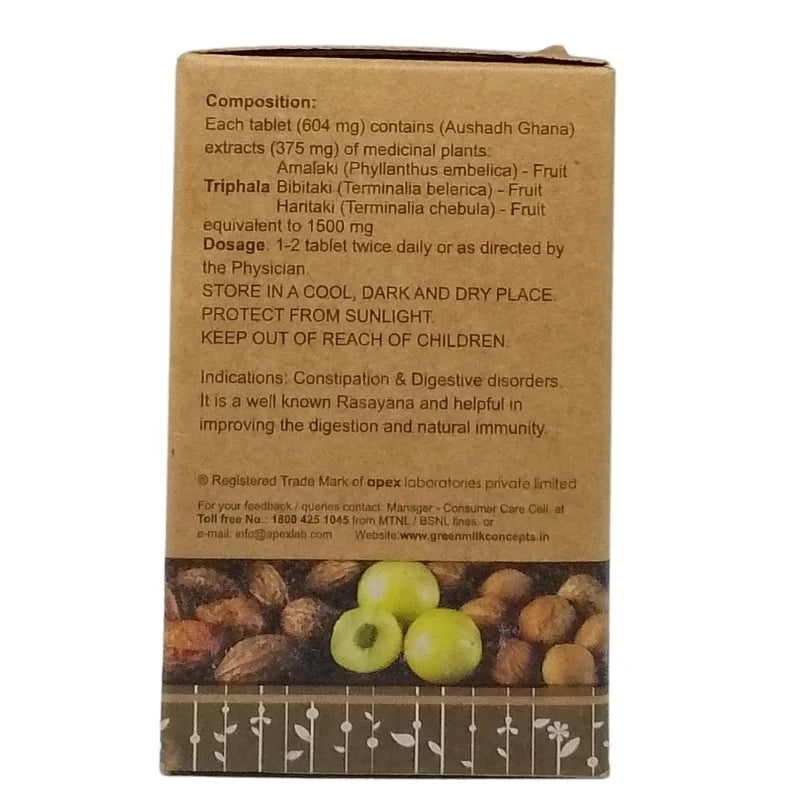 Composition:
Each tablet (604 mg) contains (Aushadh Ghana)
extracts (375 mg) of medicinal plants:
Amalaki (Phyllanthus embelica) - Fruit
Triphala Bibitaki (Terminalia belerica) - Fruit
Haritaki (Terminalia chebula) - Fruit
equivalent to 1500 mg
Dosage: 1-2 tablet twice daily or as directed by
the Physician.
STORE IN A COOL, DARK AND DRY PLACE.
PROTECT FROM SUNLIGHT.
KEEP OUT OF REACH OF CHILDREN.
Indications: Constipation & Digestive disorders.
It is a well known Rasayana and helpful in
improving the digestion and natural immunity.
® Registered Trade Mark of apex laboratories private limited
For your feedback / queries contact: Manager - Consumer Care Cell, at
Toll free No.: 1800 425 1045 from MTNL / BSNL lines. or
e-mail: info@apexlab.com Website:www.greenmilkconcepts.in